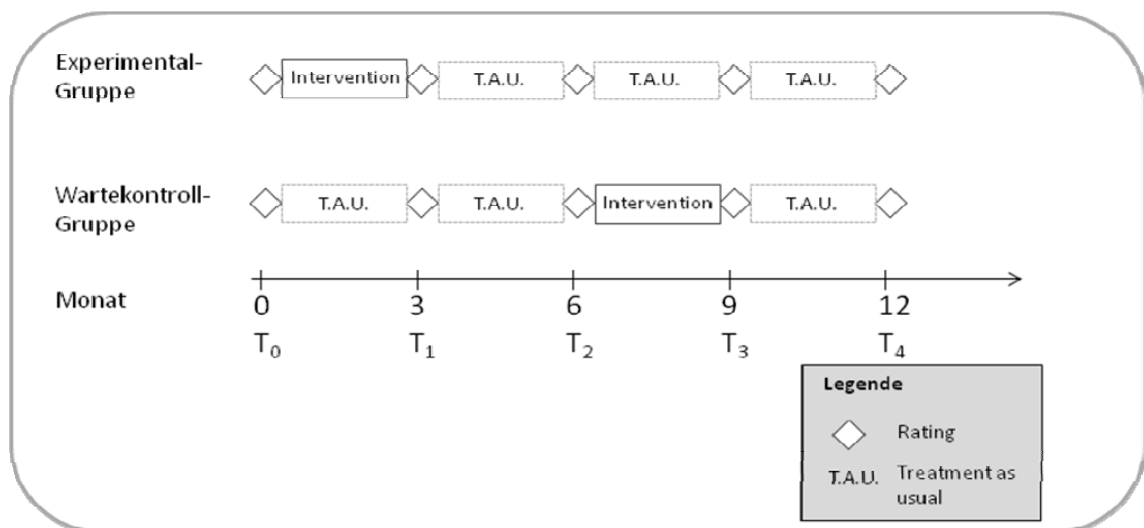 Experimental-
Gruppe
Intervention
T.A.U.
T.A.U.
T.A.U.
Wartekontroll-
Gruppe
T.A.U.
T.A.U.
Intervention
T.A.U.
Monat
0 3 6 9 12
T0 T1 T2 T3 T4
Legende
Rating
T.A.U. Treatment as
usual